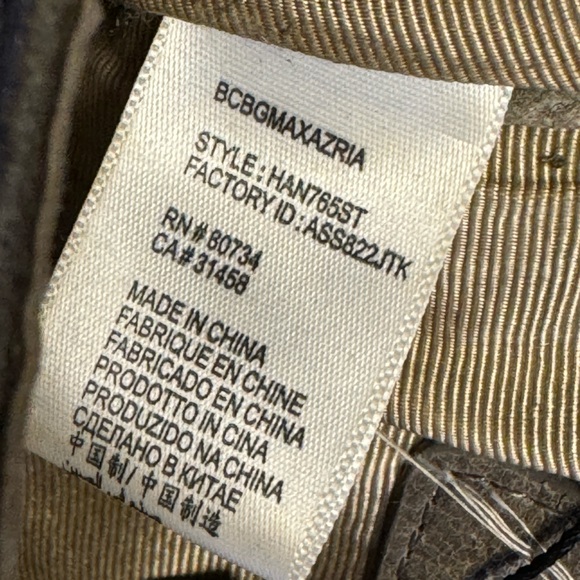 BCBGMAXAZRIA
STYLE : HAN765ST
FACTORY ID : ASS822JTK
RN # 80734
CA # 31468
MADE IN CHINA
FABRIQUE EN CHINE
FABRICADO EN CHINA
PRODOTTO IN CINA
PRODUZIDO NA CHINA
СДЕЛАНО В КИТАЕ
中国制/中国制造